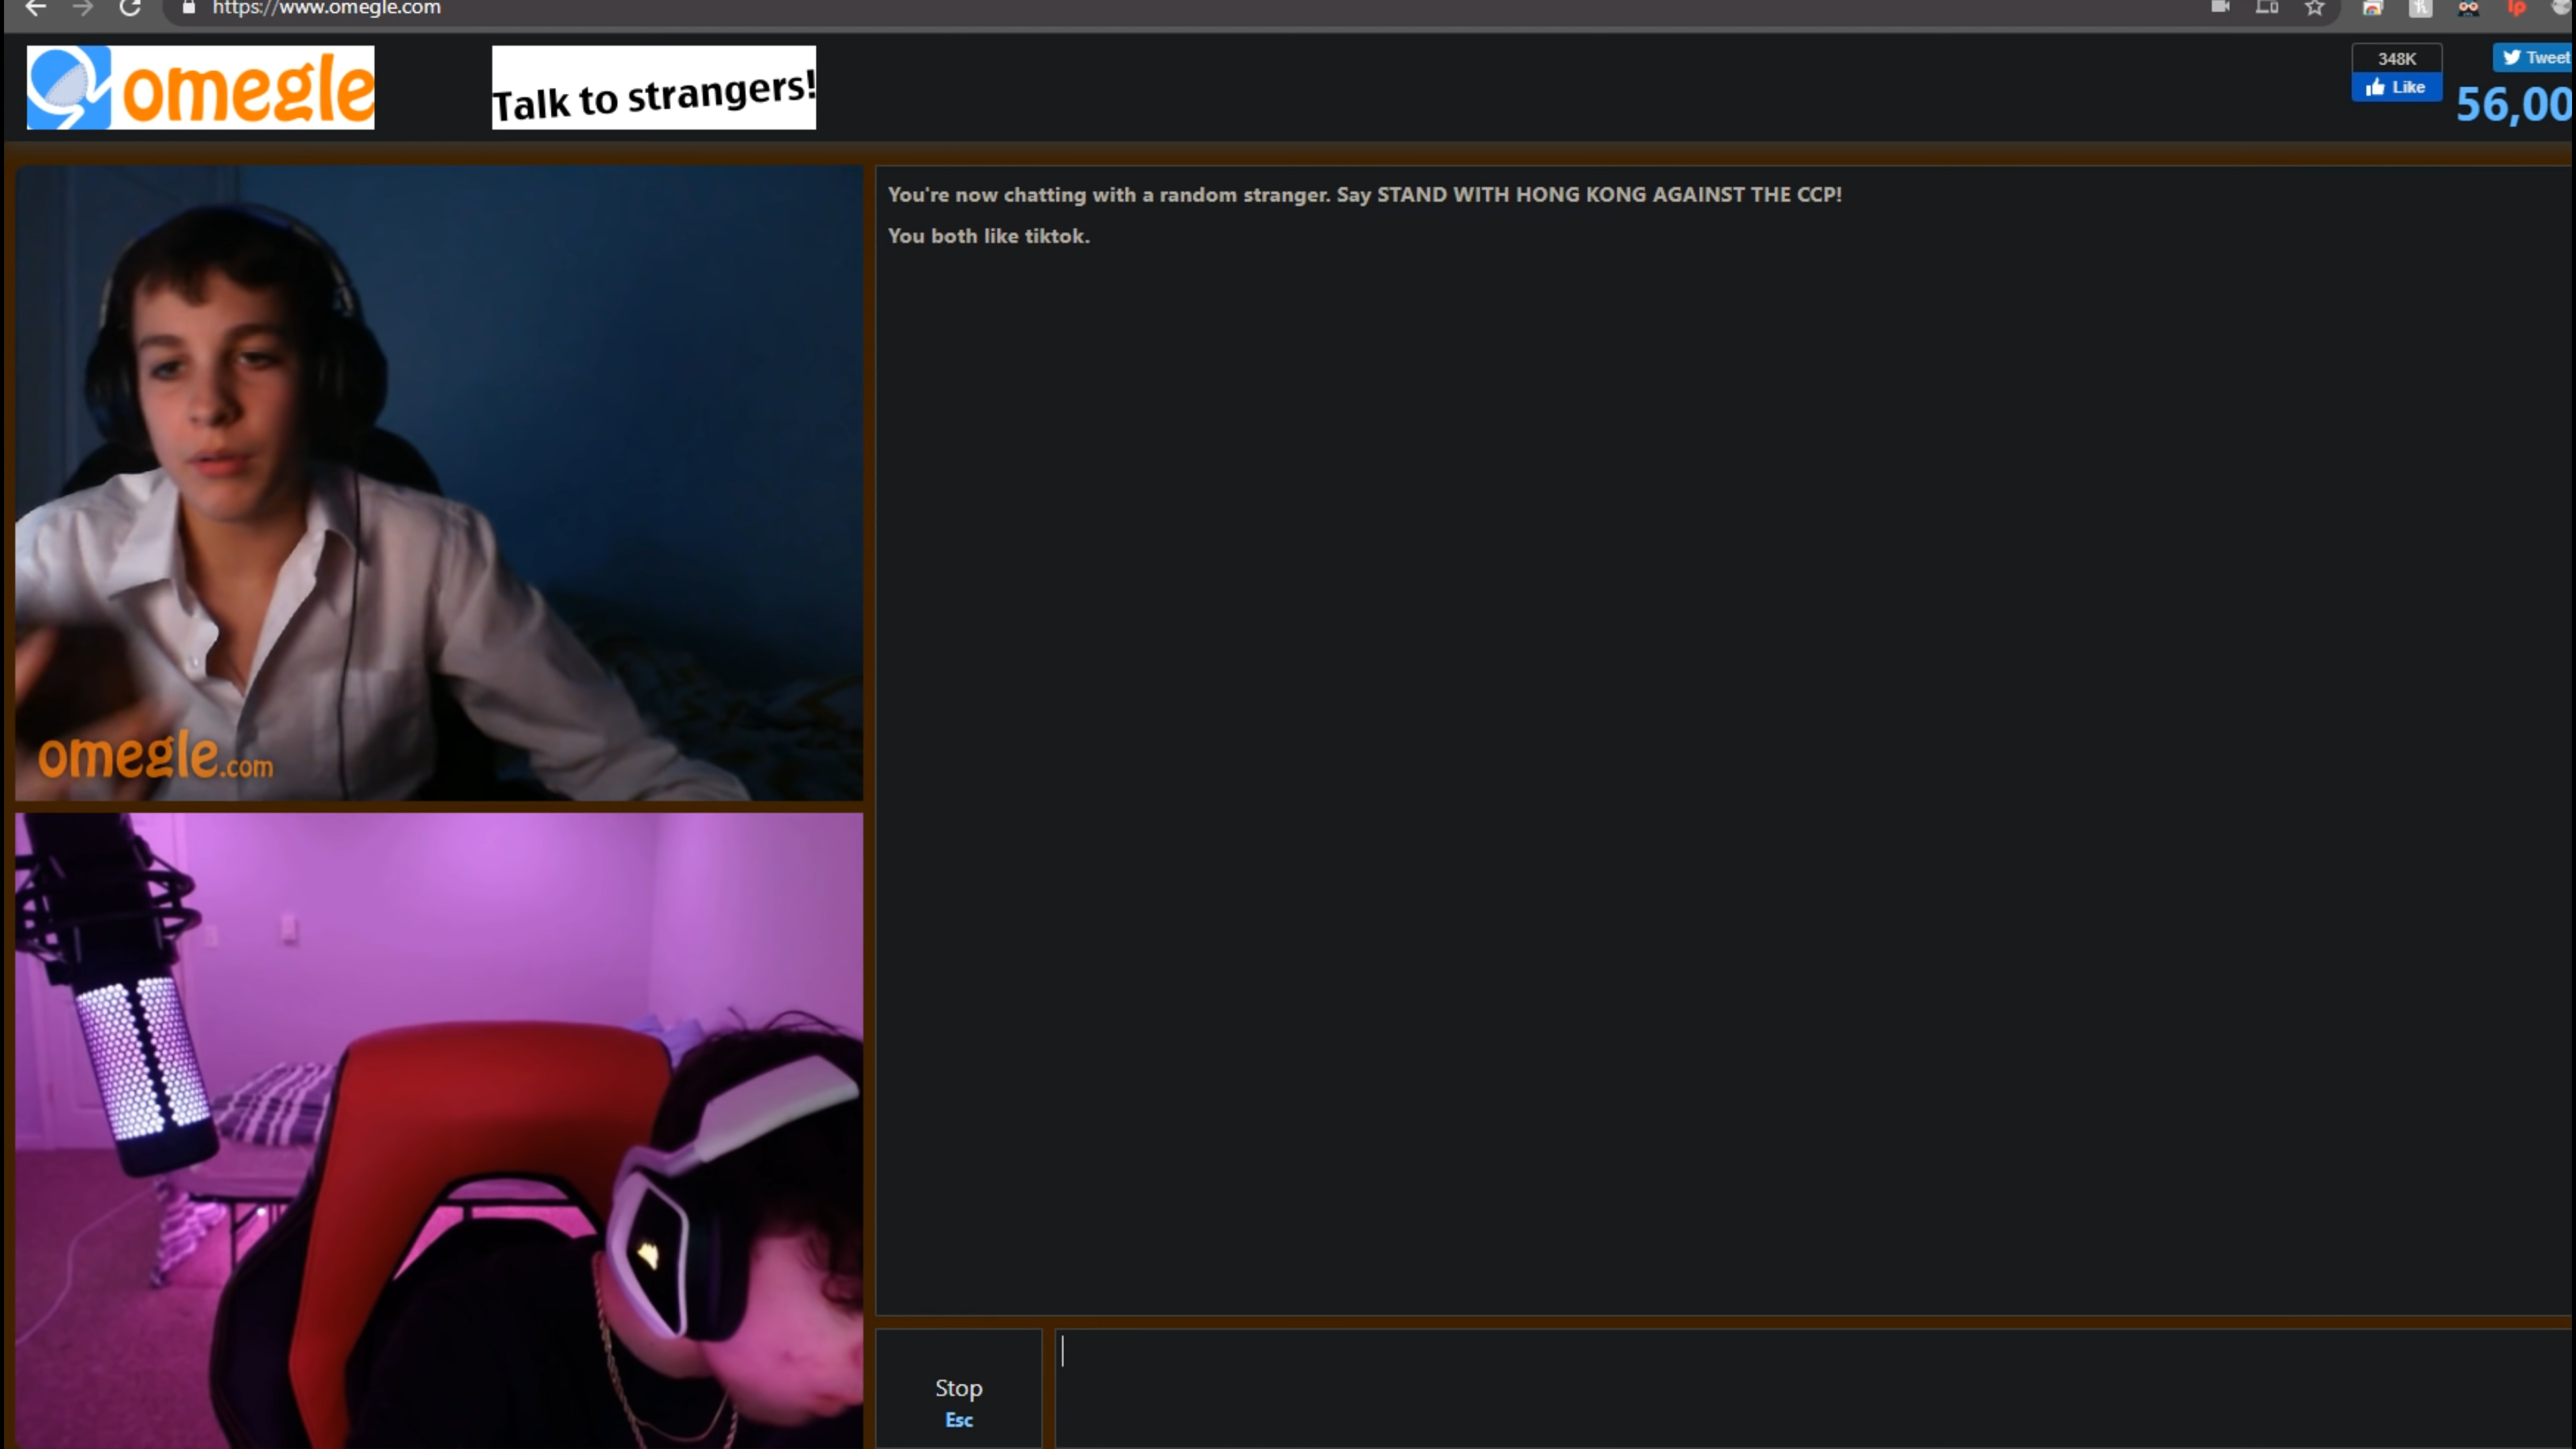 https://www.omegle.com
omegle
Talk to strangers!
348K
Like
Tweet
56,00
You're now chatting with a random stranger. Say STAND WITH HONG KONG AGAINST THE CCP!
You both like tiktok.
omegle.com
Stop
Esc